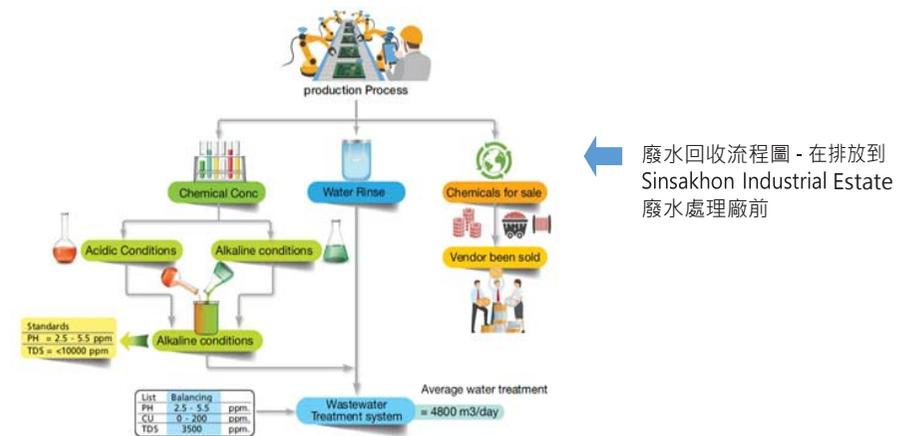 production Process
廢水回收流程圖 - 在排放到
Sinsakhon Industrial Estate
廢水處理廠前
Chemical Conc
Water Rinse
Chemicals for sale
Acidic Conditions
Alkaline conditions
Vendor been sold
Standards
PH = 2.5 - 5.5 ppm
TDS = <10000 ppm
Alkaline conditions
List Balancing
PH 2.5 - 5.5 ppm.
CU 0 - 200 ppm.
TDS 3500 ppm.
Wastewater
Treatment system
Average water treatment
= 4800 m3/day